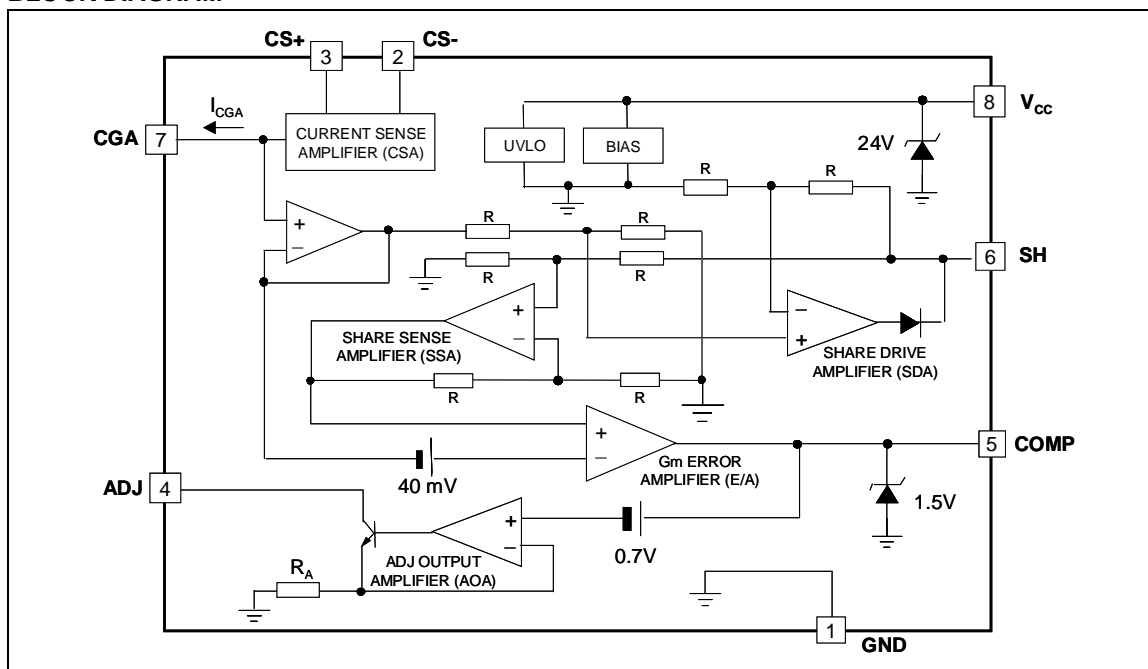 BLOCK DIAGRAM
CS+
CS-
3
2
ICGA
CGA
7
CURRENT SENSE
AMPLIFIER (CSA)
UVLO
BIAS
8
VCC
24V
R
R
+
−
R
R
R
R
6
SH
+
−
SHARE SENSE
AMPLIFIER (SSA)
−
+
SHARE DRIVE
AMPLIFIER (SDA)
R
R
+
−
Gm ERROR
AMPLIFIER (E/A)
5
COMP
40 mV
ADJ
4
1.5V
+
−
ADJ OUTPUT
AMPLIFIER (AOA)
0.7V
RA
1
GND